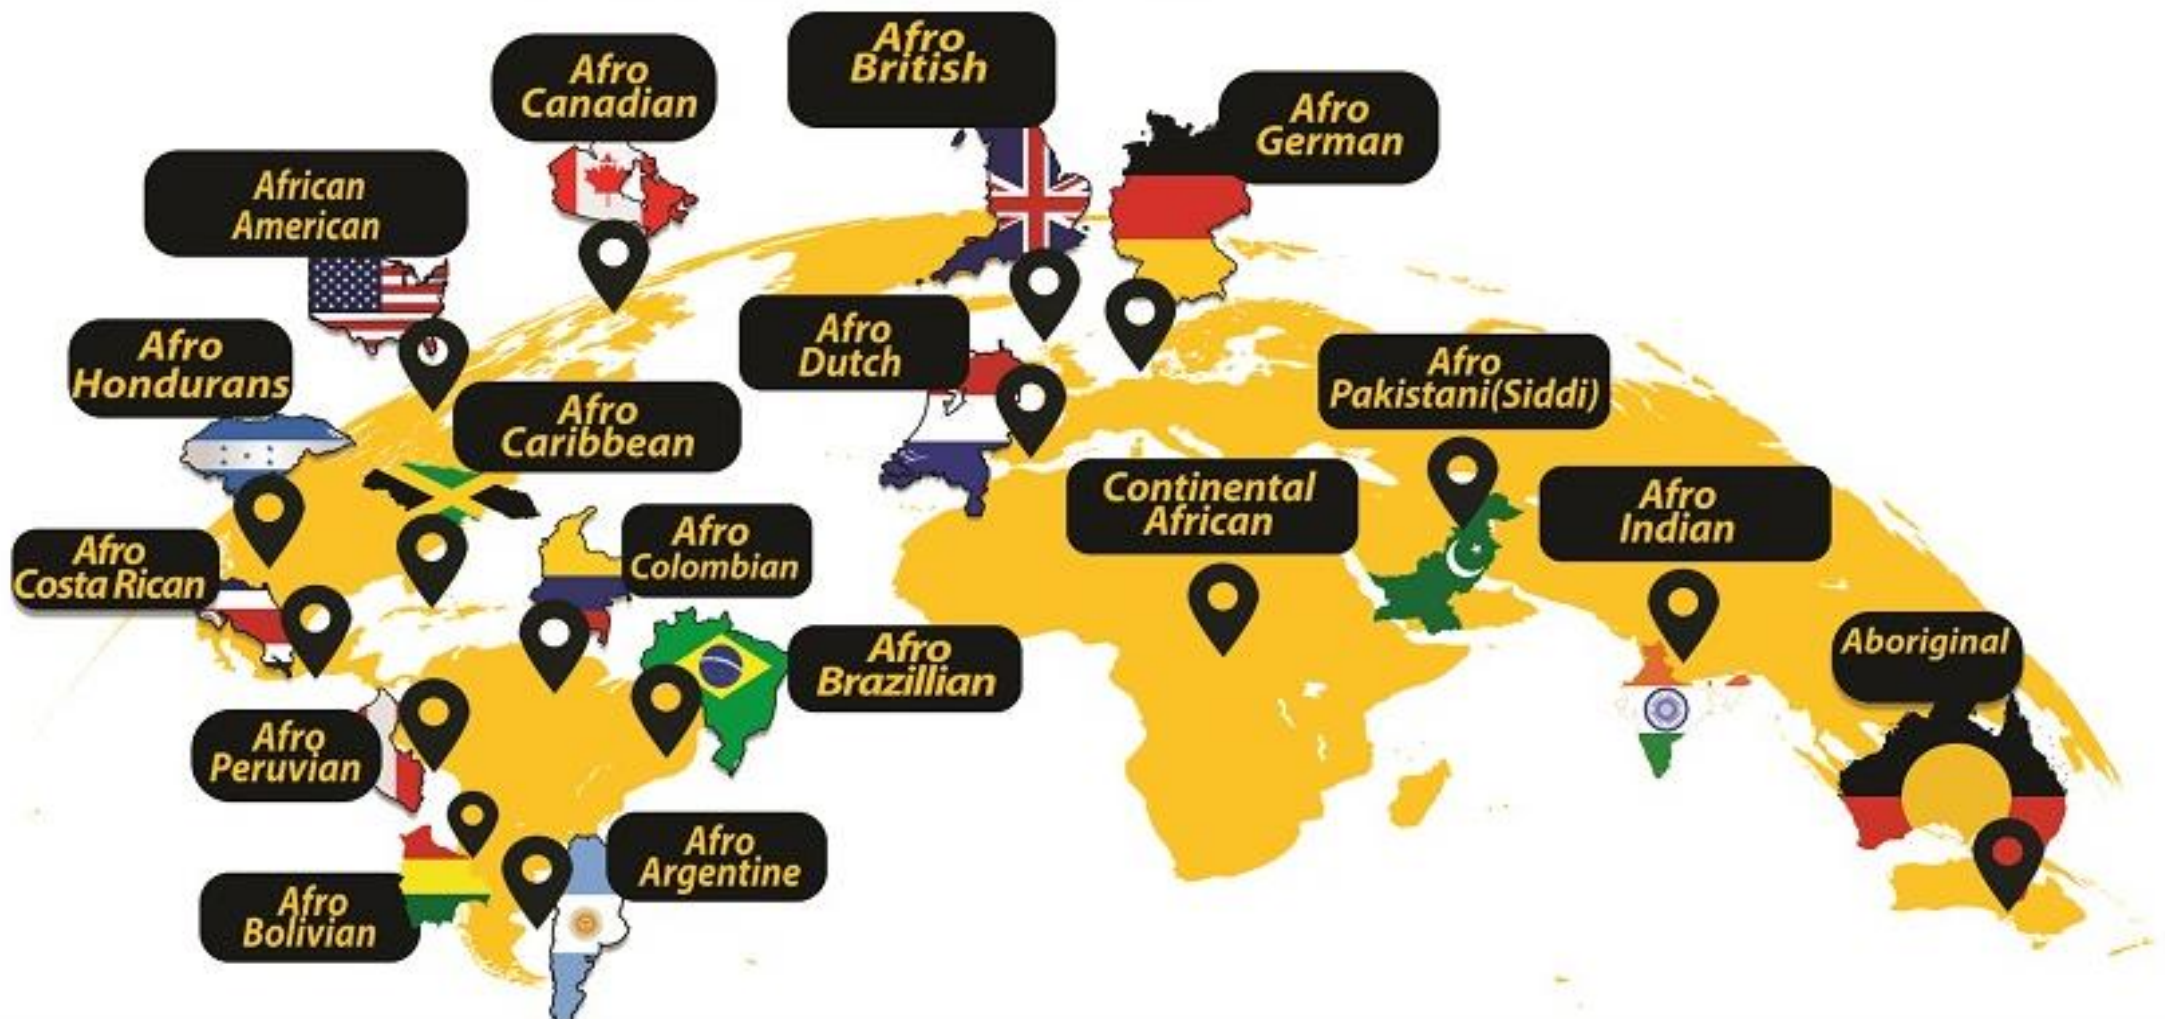 Afro
British
Afro
Canadian
Afro
German
African
American
Afro
Dutch
Afro
Hondurans
Afro
Pakistani(Siddi)
Afro
Caribbean
Continental
African
Afro
Indian
Afro
Colombian
Afro
Costa Rican
Aboriginal
Afro
Brazillian
Afro
Peruvian
Afro
Argentine
Afro
Bolivian